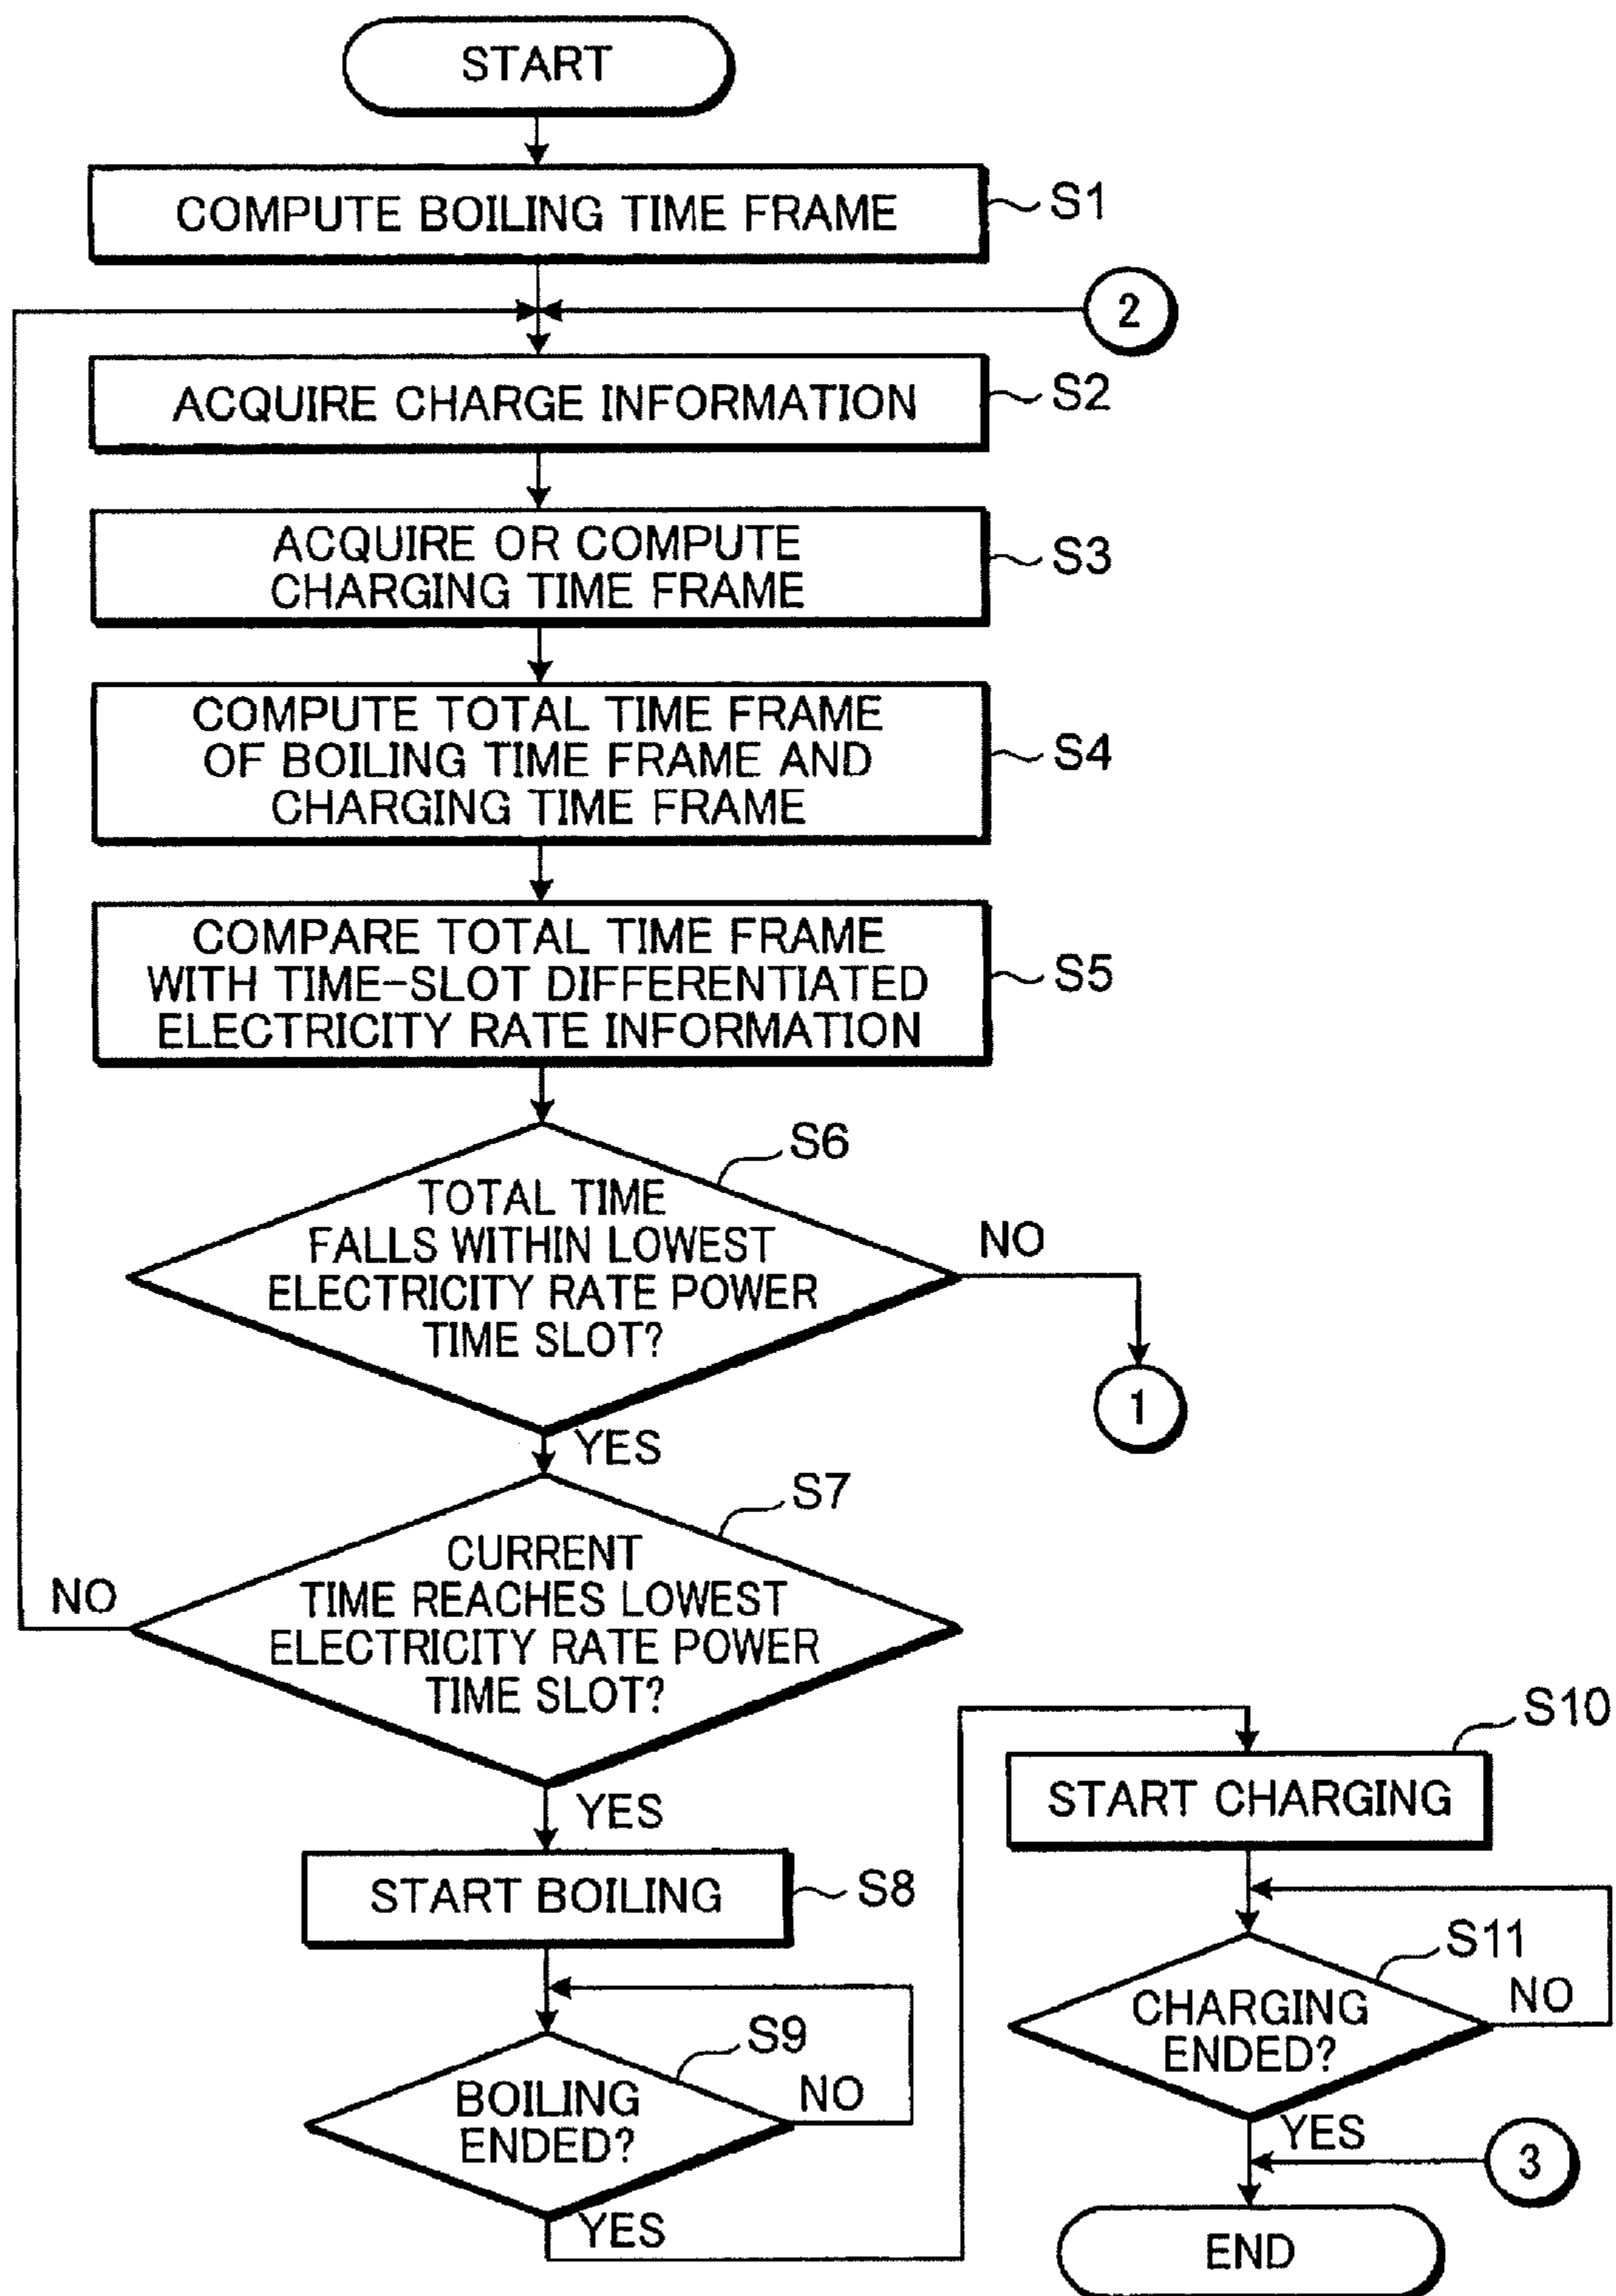 START
COMPUTE BOILING TIME FRAME
S1
2
ACQUIRE CHARGE INFORMATION
S2
ACQUIRE OR COMPUTE
CHARGING TIME FRAME
S3
COMPUTE TOTAL TIME FRAME
OF BOILING TIME FRAME AND
CHARGING TIME FRAME
S4
COMPARE TOTAL TIME FRAME
WITH TIME-SLOT DIFFERENTIATED
ELECTRICITY RATE INFORMATION
S5
S6
TOTAL TIME
FALLS WITHIN LOWEST
ELECTRICITY RATE POWER
TIME SLOT?
NO
1
YES
S7
CURRENT
TIME REACHES LOWEST
ELECTRICITY RATE POWER
TIME SLOT?
NO
YES
START BOILING
S8
S9
BOILING
ENDED?
NO
YES
S10
START CHARGING
S11
CHARGING
ENDED?
NO
YES
3
END